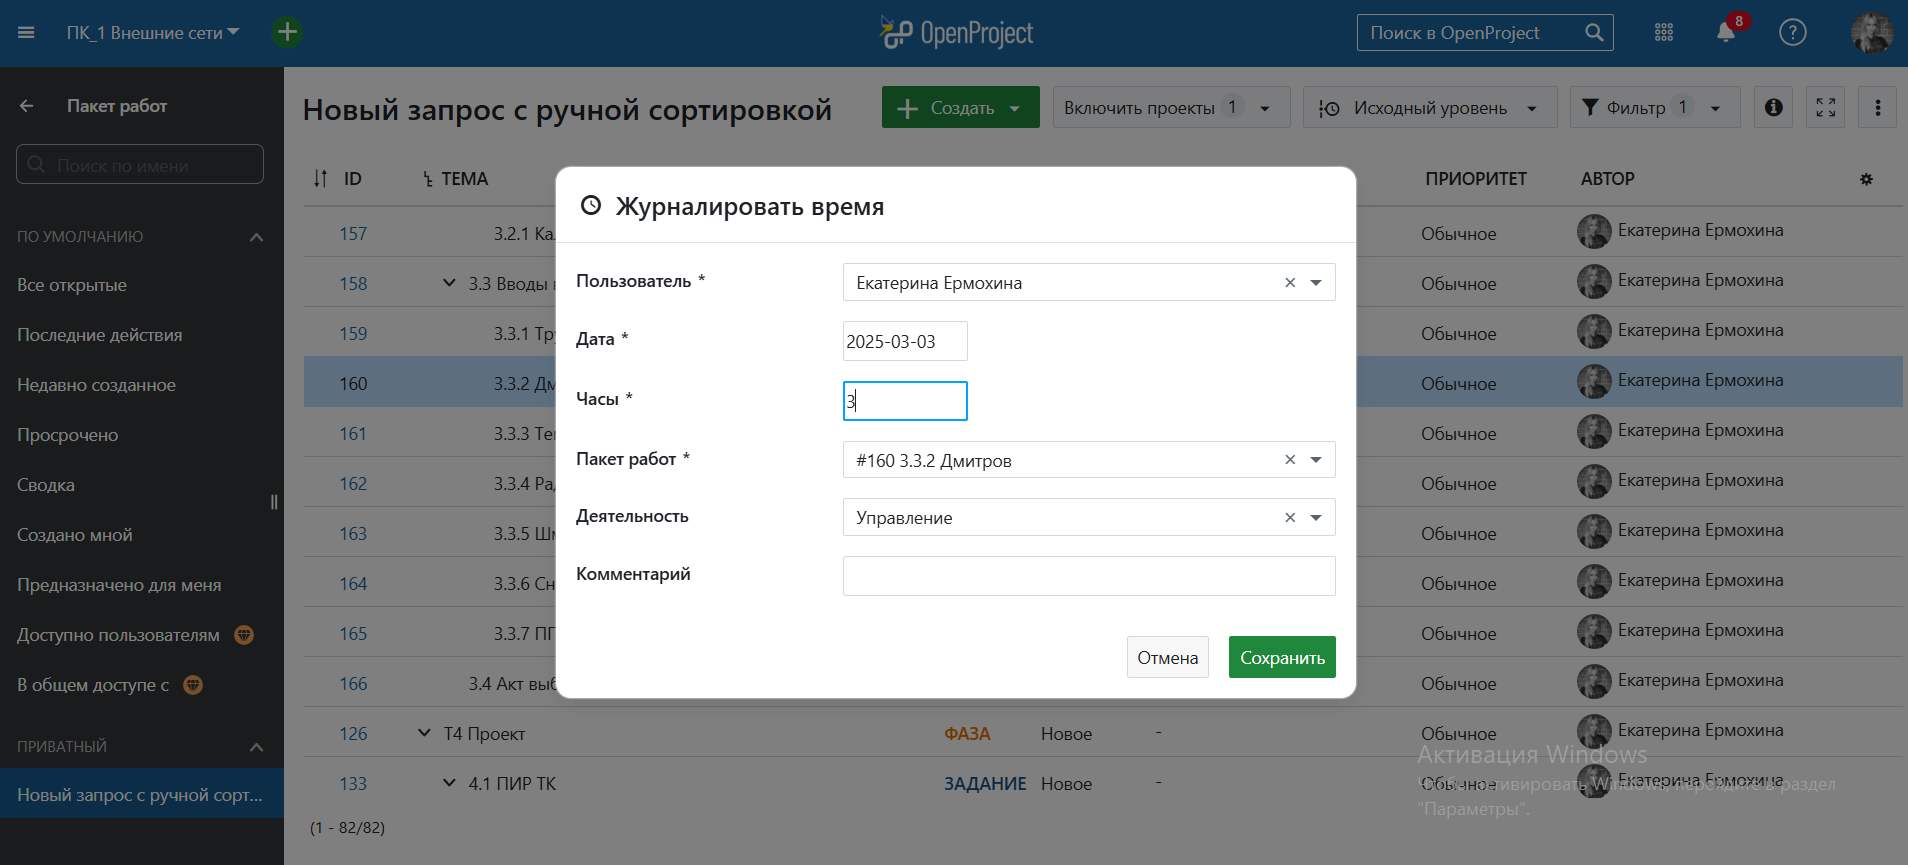 ПК_1 Внешние сети
OpenProject
Поиск в OpenProject
8
Пакет работ
Поиск по имени
ПО УМОЛЧАНИЮ
Все открытые
Последние действия
Недавно созданное
Просрочено
Сводка
Создано мной
Предназначено для меня
Доступно пользователям
В общем доступе с
ПРИВАТНЫЙ
Новый запрос с ручной сорт...
Новый запрос с ручной сортировкой
Создать
Включить проекты 1
Исходный уровень
Фильтр 1
ID ТЕМА ПРИОРИТЕТ АВТОР
157 3.2.1 Обычное Екатерина Ермохина
158 3.3 Вводы Обычное Екатерина Ермохина
159 3.3.1 Обычное Екатерина Ермохина
160 3.3.2 Обычное Екатерина Ермохина
161 3.3.3 Обычное Екатерина Ермохина
162 3.3.4 Обычное Екатерина Ермохина
163 3.3.5 Обычное Екатерина Ермохина
164 3.3.6 Обычное Екатерина Ермохина
165 3.3.7 Обычное Екатерина Ермохина
166 3.4 Акт Обычное Екатерина Ермохина
126 Т4 Проект ФАЗА Новое - Обычное Екатерина Ермохина
133 4.1 ПИР ТК ЗАДАНИЕ Новое - Обычное Екатерина Ермохина
(1 - 82/82)
Журналировать время
Пользователь * Екатерина Ермохина
Дата * 2025-03-03
Часы * 3
Пакет работ * #160 3.3.2 Дмитров
Деятельность Управление
Комментарий
Отмена Сохранить
Активация Windows
Чтобы активировать Windows, перейдите в раздел
"Параметры".